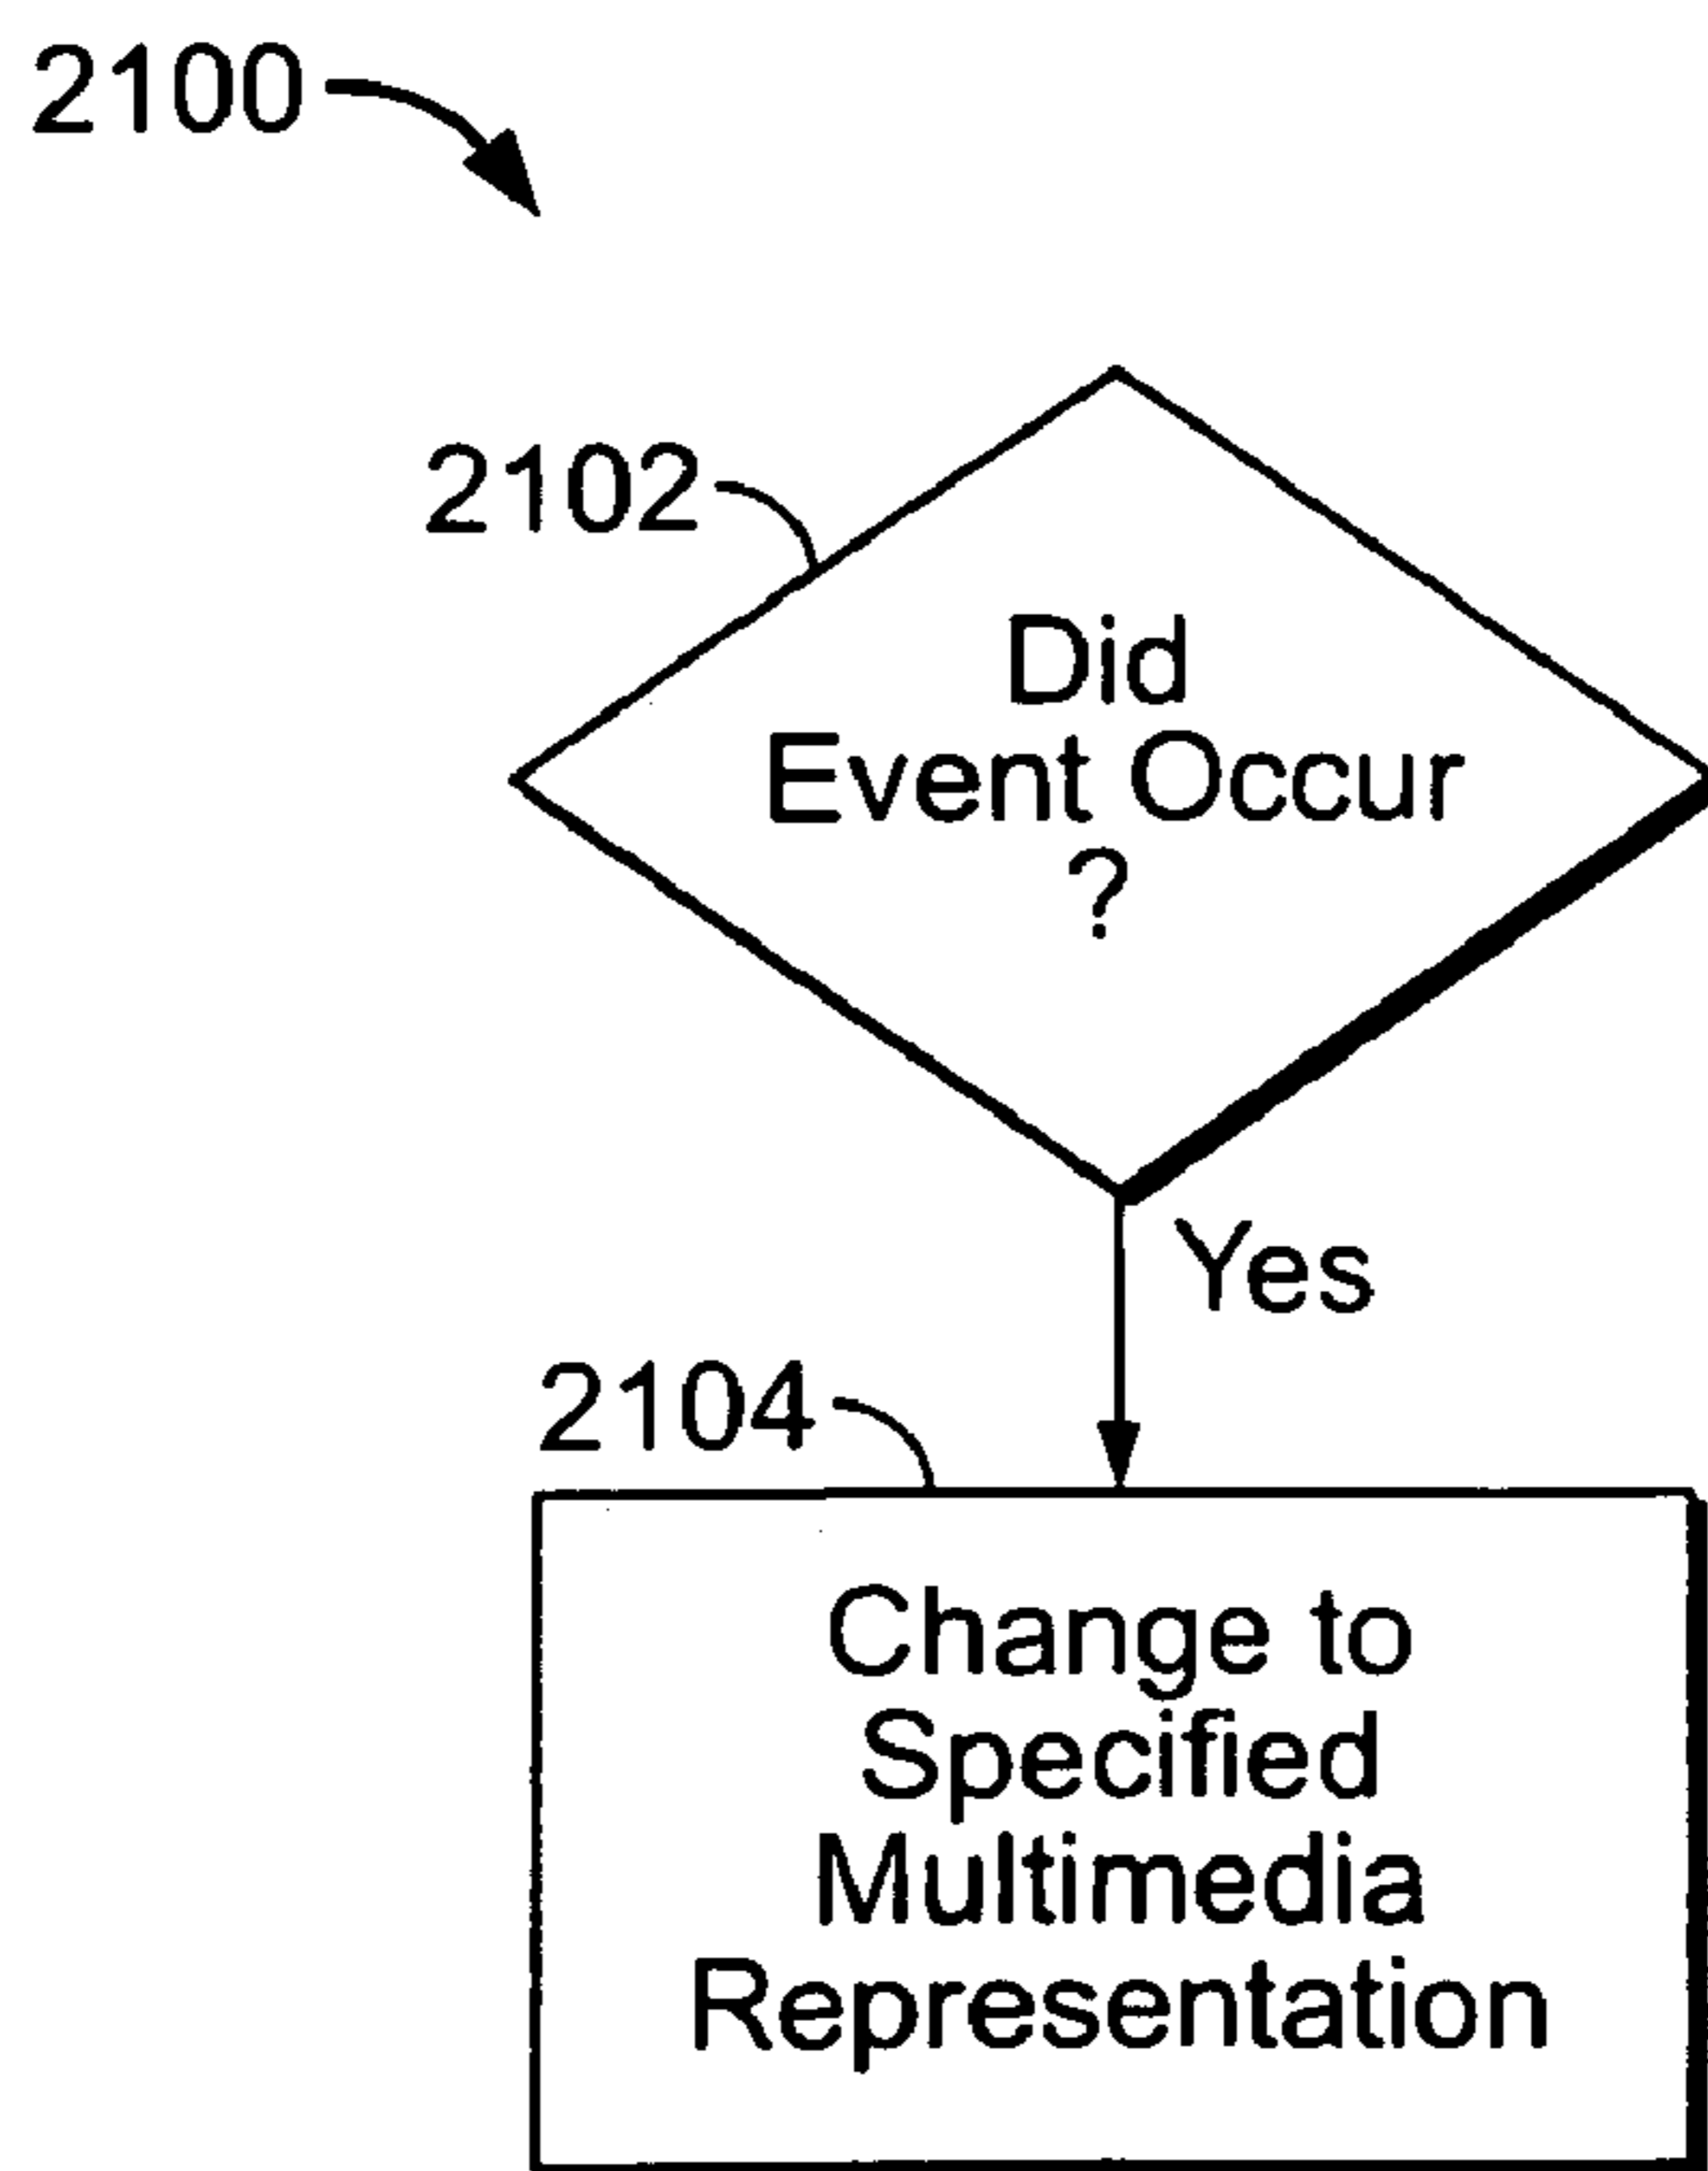 2100
2102
Did
Event Occur
?
Yes
2104
Change to
Specified
Multimedia
Representation